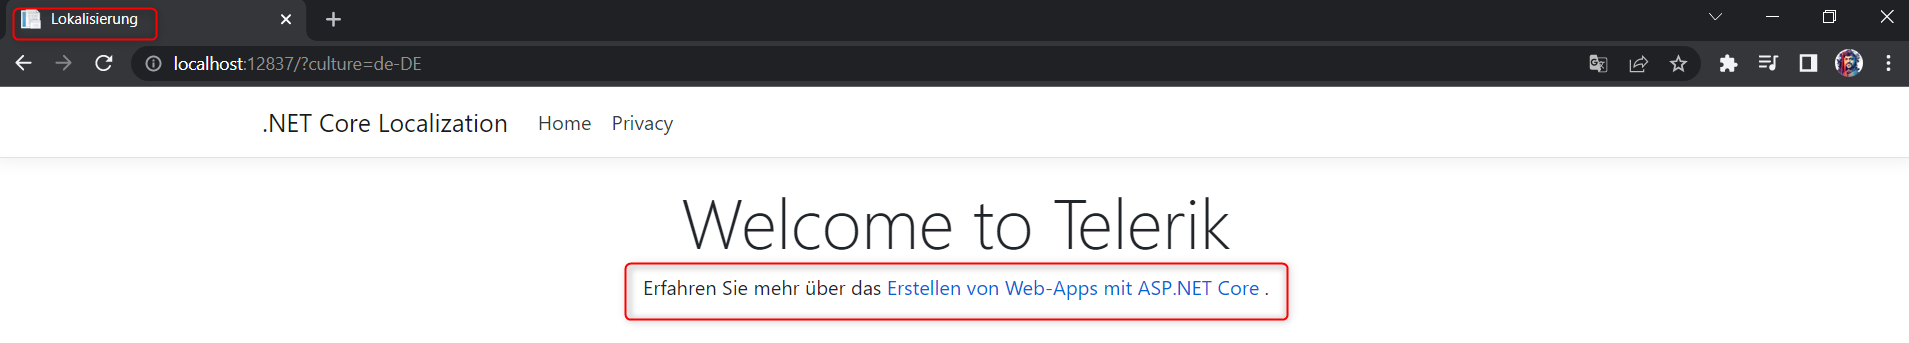 Lokalisierung
localhost:12837/?culture=de-DE
.NET Core Localization Home Privacy
Welcome to Telerik
Erfahren Sie mehr über das Erstellen von Web-Apps mit ASP.NET Core .